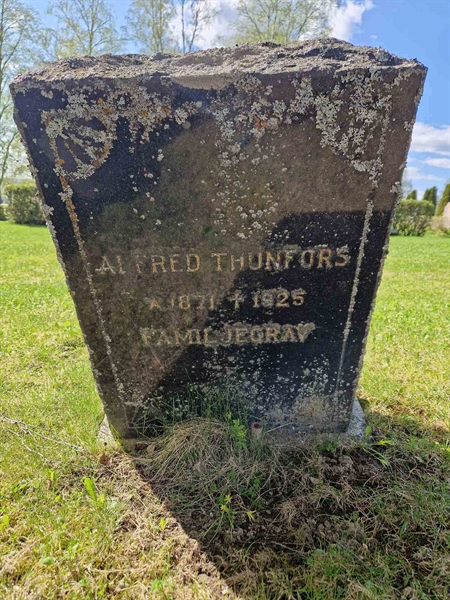 ALFRED THUNFORS
* 1871 † 1925
FAMILJEGRAV